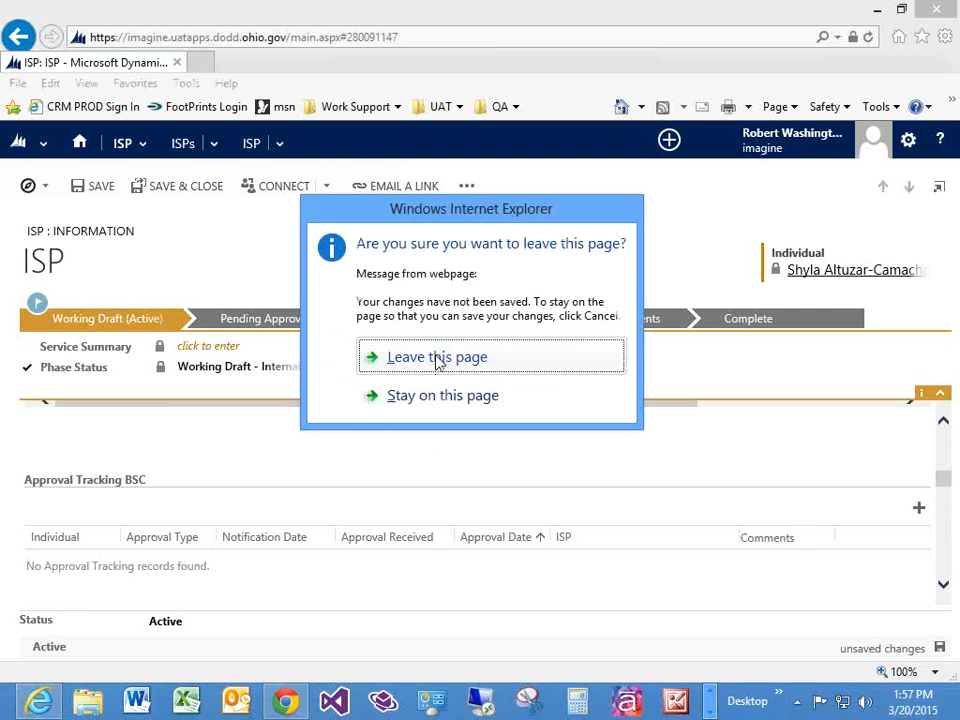 https://imagine.uatapps.dodd.ohio.gov/main.aspx#280091147
ISP: ISP - Microsoft Dynami...
File Edit View Favorites Tools Help
CRM PROD Sign In FootPrints Login msn Work Support UAT QA Page Safety Tools
ISP ISPs ISP
Robert Washingt...
imagine
SAVE SAVE & CLOSE CONNECT EMAIL A LINK
ISP : INFORMATION
ISP
Individual
Shyla Altuzar-Camache
Windows Internet Explorer
Are you sure you want to leave this page?
Message from webpage:
Your changes have not been saved. To stay on the
page so that you can save your changes, click Cancel.
Leave this page
Stay on this page
Working Draft (Active) Pending Approv nts Complete
Service Summary click to enter
Phase Status Working Draft - Interna
Approval Tracking BSC
Individual Approval Type Notification Date Approval Received Approval Date ISP Comments
No Approval Tracking records found.
Status Active
Active unsaved changes
100%
Desktop
1:57 PM
3/20/2015